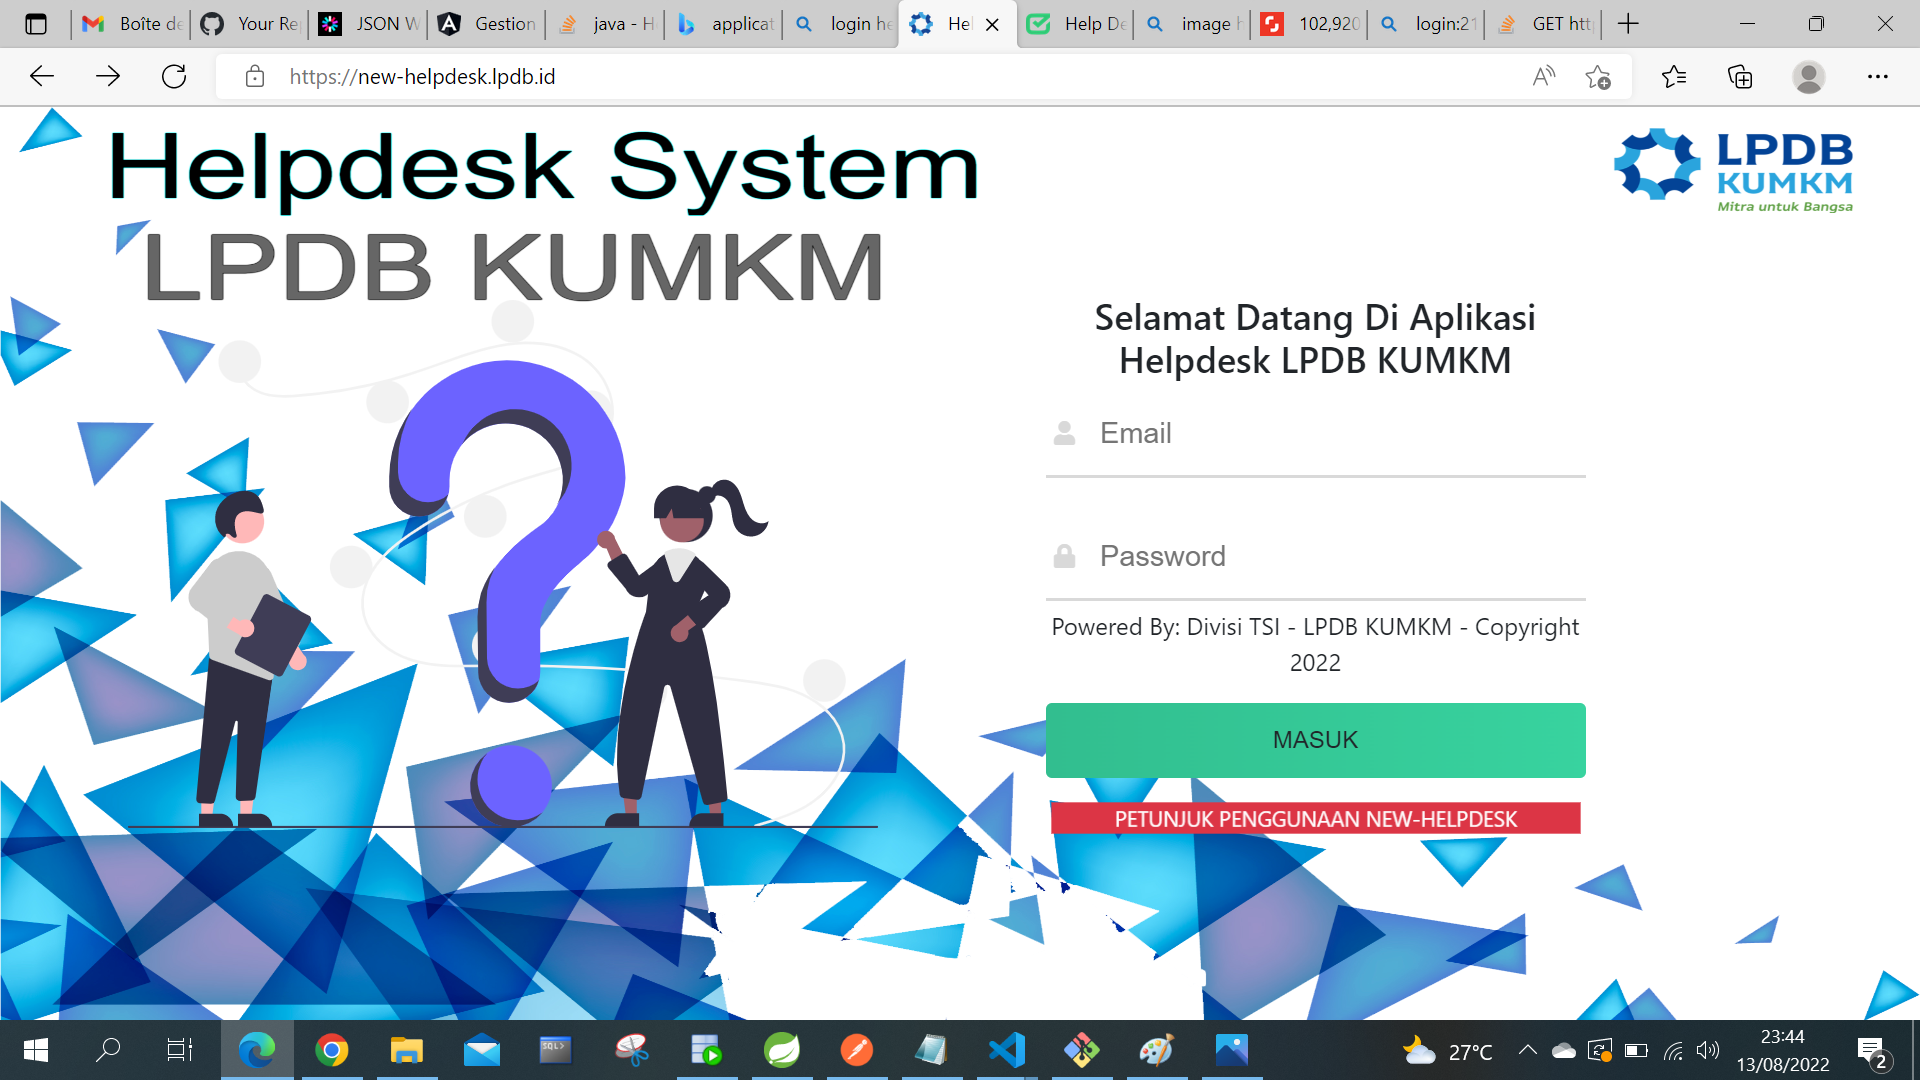 Boîte de
Your Re
JSON W
Gestion
java - H
applicat
login he
Hel
Help De
image h
102,920
login:21
GET htt
https://new-helpdesk.lpdb.id
Helpdesk System
LPDB KUMKM
LPDB
KUMKM
Mitra untuk Bangsa
Selamat Datang Di Aplikasi
Helpdesk LPDB KUMKM
Email
Password
Powered By: Divisi TSI - LPDB KUMKM - Copyright
2022
MASUK
PETUNJUK PENGGUNAAN NEW-HELPDESK
SQL>
27°C
23:44
13/08/2022
2